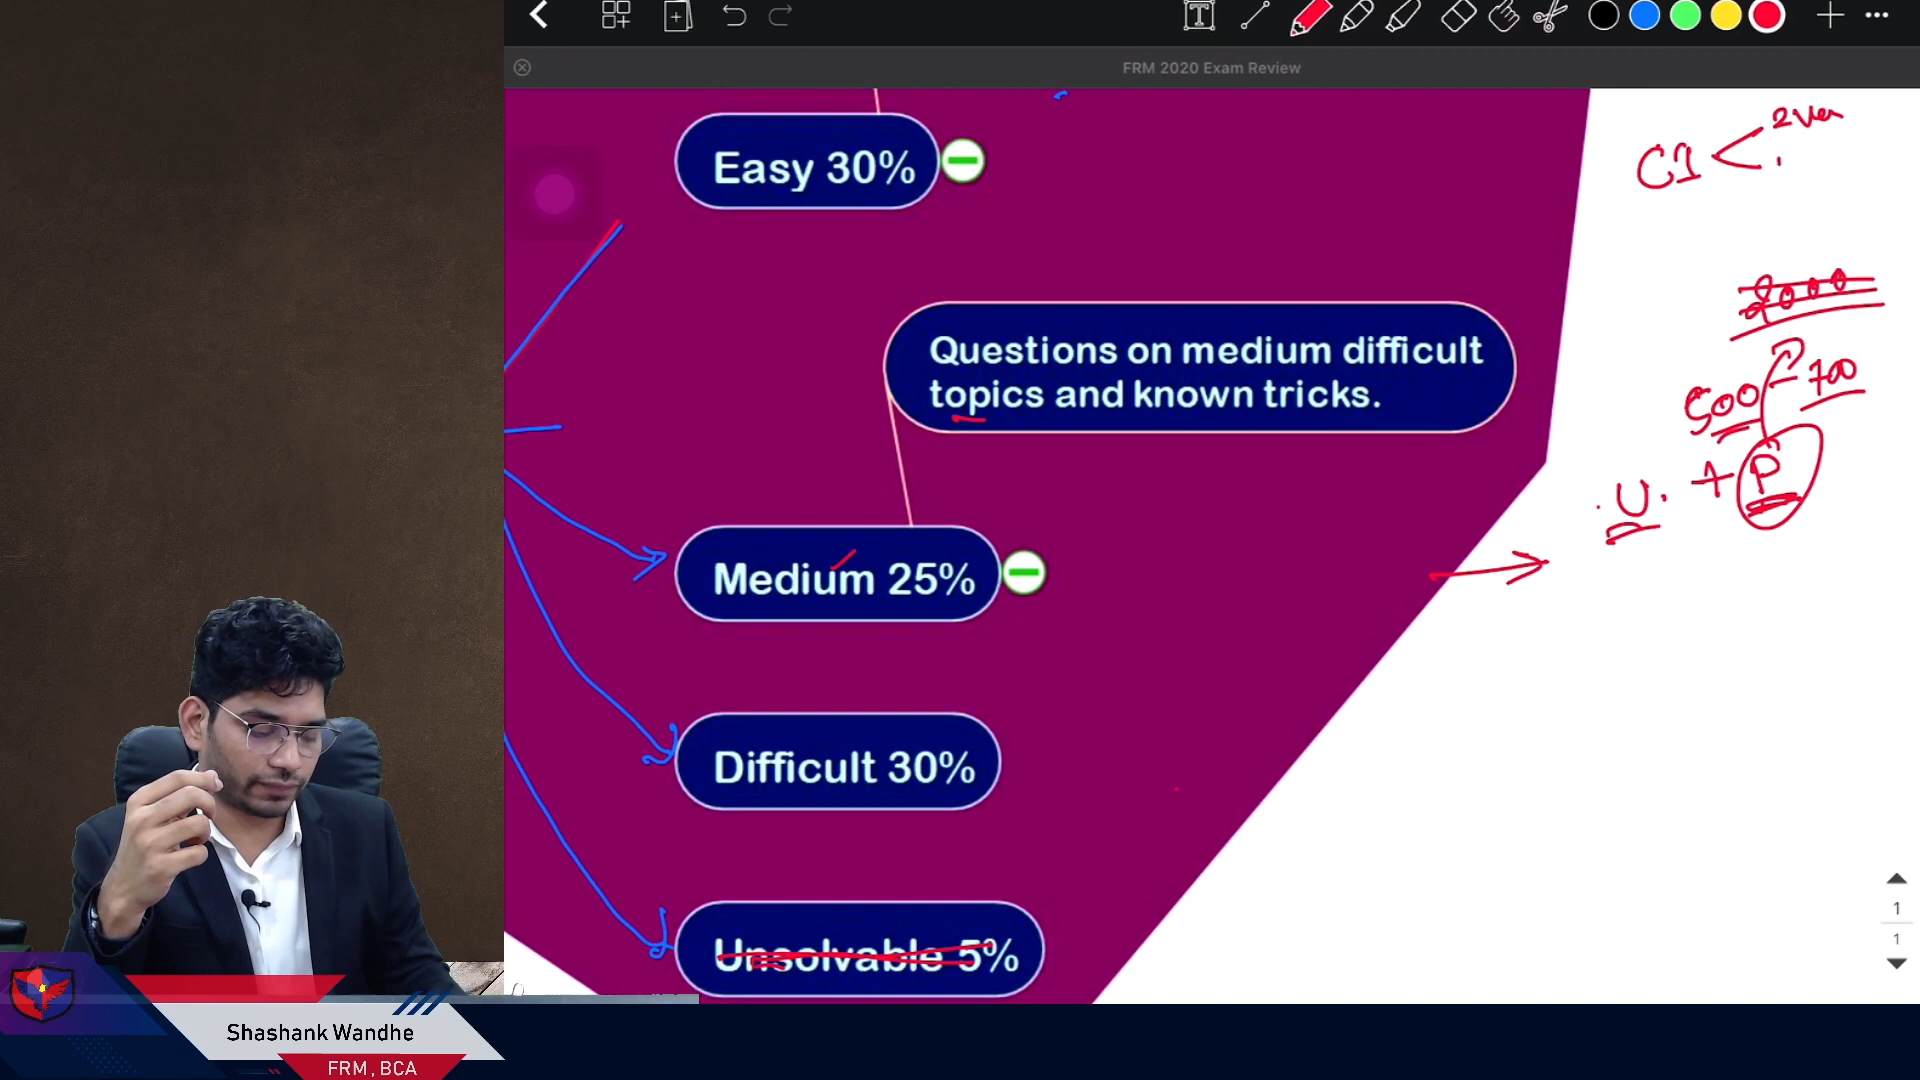 FRM 2020 Exam Review
Easy 30%
Questions on medium difficult
topics and known tricks.
Medium 25%
Difficult 30%
Unsolvable 5%
CI <
2000
500
700
U. + P
1
1
Shashank Wandhe
FRM, BCA
T